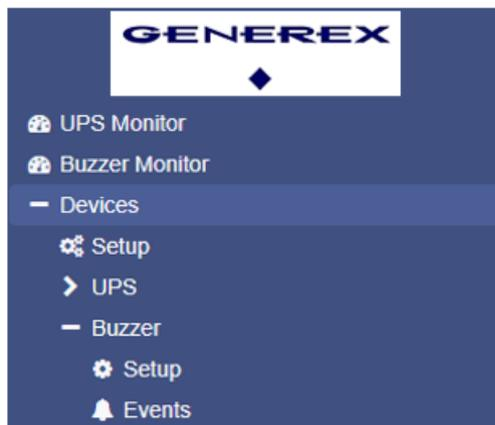 GENEREX
UPS Monitor
Buzzer Monitor
Devices
Setup
UPS
Buzzer
Setup
Events